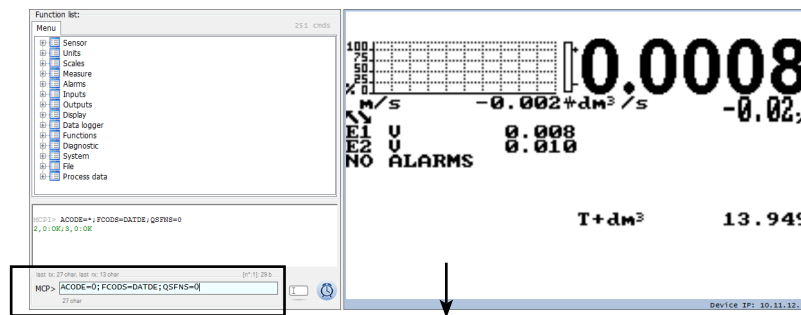 Function list:
Menu
251 cmds
Sensor
Units
Scales
Measure
Alarms
Inputs
Outputs
Display
Data logger
Functions
Diagnostic
System
File
Process data
MCPI> ACODE=*;FCODS=DATDE;QSFNS=0
2,0:OK;3,0:OK
last tx: 27 char, last rx: 13 char [n°:1]; 29 b
MCP> ACODE=0;FCODS=DATDE;QSFNS=0
27 char
100
75
50
25
% 0
0.0008
m/s -0.002 dm³/s -0.02
E1 V 0.008
E2 V 0.010
NO ALARMS
T+dm³ 13.949
Device IP: 10.11.12.